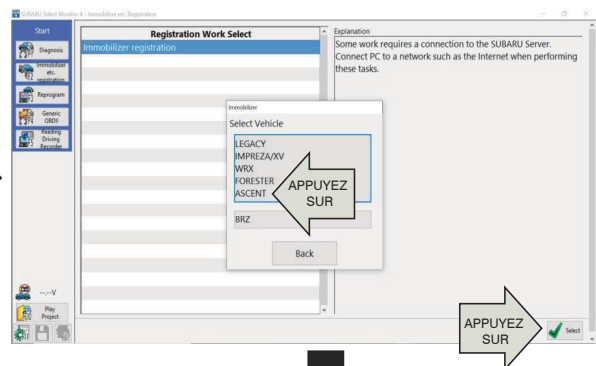 SUBARU Select Monitor 4 - Immobilizer etc. Registration
Start
Diagnosis
Immobilizer
etc.
registration
Reprogram
Generic
OBDII
Reading
Driving
Recorder
--.--V
Play
Project
Registration Work Select
Immobilizer registration
Explanation
Some work requires a connection to the SUBARU Server.
Connect PC to a network such as the Internet when performing
these tasks.
Immobilizer
Select Vehicle
LEGACY
IMPREZA/XV
WRX
FORESTER
ASCENT
BRZ
Back
APPUYEZ
SUR
APPUYEZ
SUR
Select